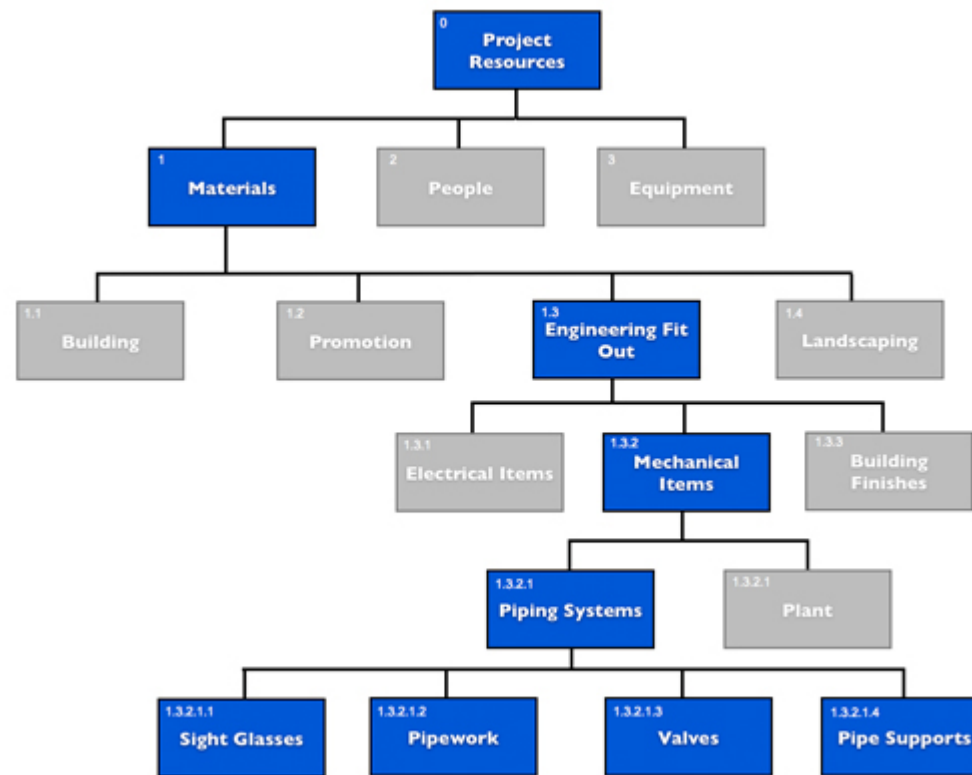 0
Project
Resources
1
Materials
2
People
3
Equipment
1.1
Building
1.2
Promotion
1.3
Engineering Fit
Out
1.4
Landscaping
1.3.1
Electrical Items
1.3.2
Mechanical
Items
1.3.3
Building
Finishes
1.3.2.1
Piping Systems
1.3.2.1
Plant
1.3.2.1.1
Sight Glasses
1.3.2.1.2
Pipework
1.3.2.1.3
Valves
1.3.2.1.4
Pipe Supports